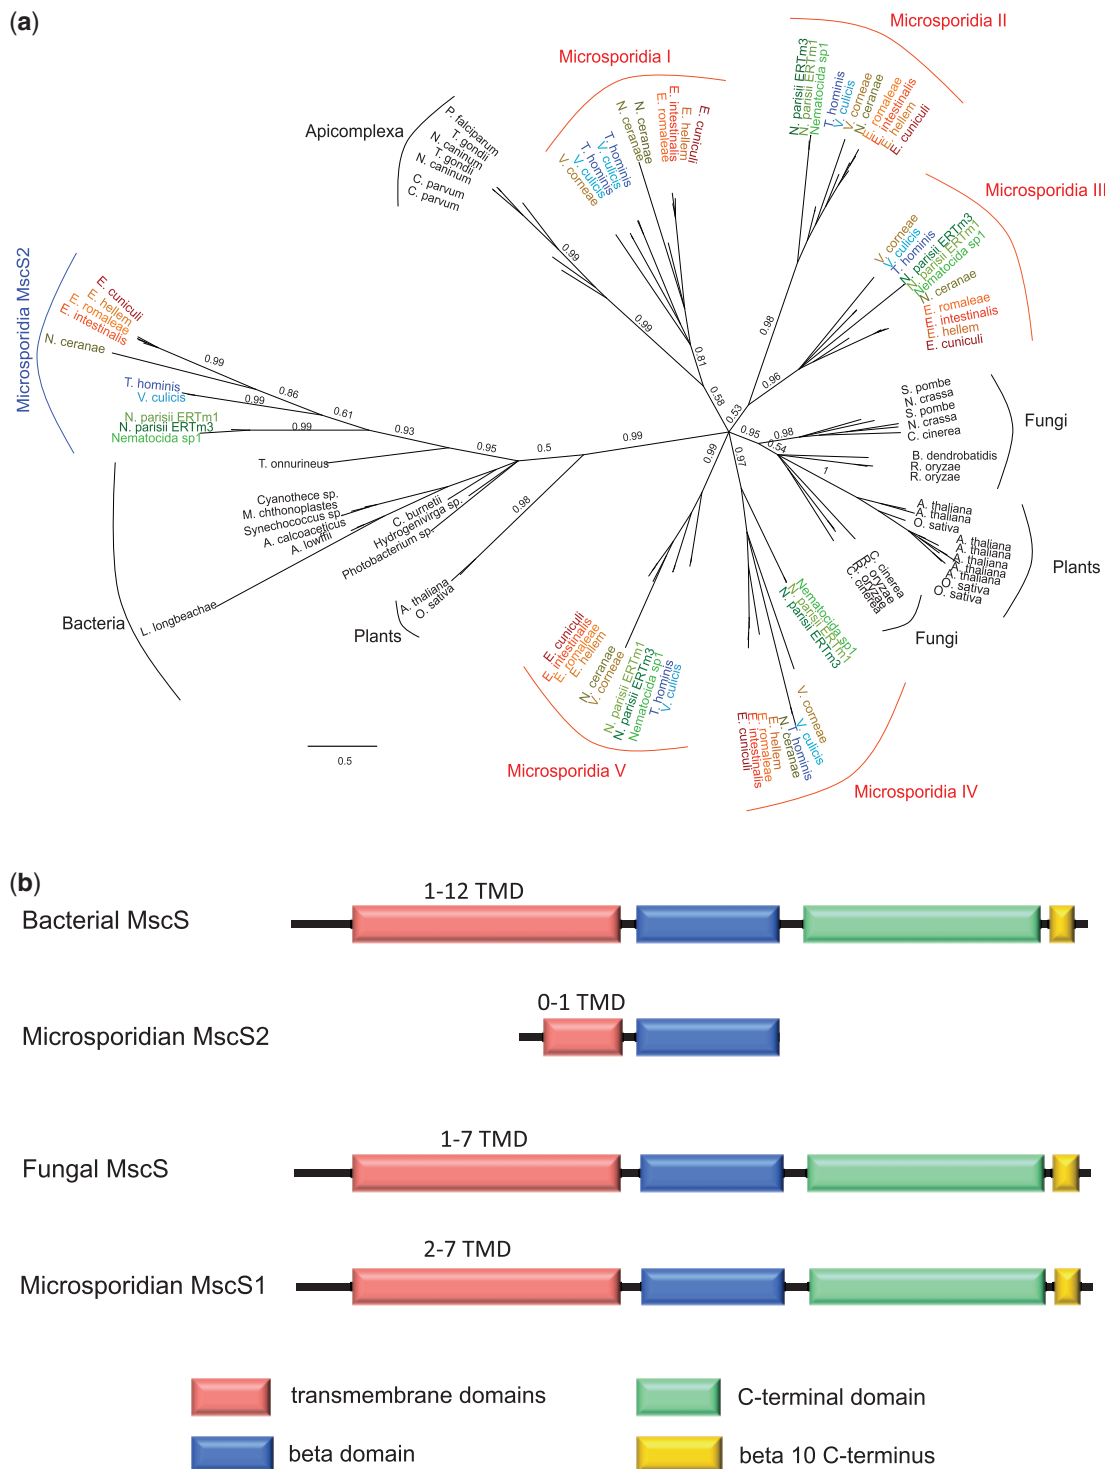 (a)
Microsporidia II
N. parisii ERTm3
N. parisii ERTm1
Nematocida sp1
T. hominis
V. culicis
V. corneae
N. ceranae
E. romaleae
E. intestinalis
E. hellem
E. cuniculi
Microsporidia I
V. corneae
V. culicis
T. hominis
V. culicis
T. hominis
N. ceranae
N. ceranae
E. romaleae
E. intestinalis
E. hellem
E. cuniculi
Apicomplexa
P. falciparum
T. gondii
N. caninum
T. gondii
N. caninum
C. parvum
C. parvum
Microsporidia III
V. corneae
V. culicis
T. hominis
N. parisii ERTm3
N. parisii ERTm1
Nematocida sp1
N. ceranae
E. romaleae
E. intestinalis
E. hellem
E. cuniculi
Microsporidia MscS2
E. cuniculi
E. hellem
E. romaleae
E. intestinalis
N. ceranae
T. hominis
V. culicis
N. parisii ERTm1
N. parisii ERTm3
Nematocida sp1
0.99
0.86
0.99
0.61
0.99
0.93
0.95
0.5
0.99
0.98
0.99
0.99
0.81
0.58
0.98
0.96
0.53
0.95
0.98
0.54
1
0.97
0.99
Fungi
S. pombe
N. crassa
S. pombe
N. crassa
C. cinerea
B. dendrobatidis
R. oryzae
R. oryzae
Plants
A. thaliana
A. thaliana
O. sativa
A. thaliana
A. thaliana
A. thaliana
A. thaliana
O. sativa
O. sativa
Fungi
C. cinerea
R. oryzae
R. oryzae
C. cinerea
Bacteria
T. onnurineus
Cyanothece sp.
M. chthonoplastes
Synechococcus sp.
A. calcoaceticus
A. lowffii
C. burnetii
Hydrogenivirga sp.
Photobacterium sp.
L. longbeachae
Plants
A. thaliana
O. sativa
Nematocida sp1
N. parisii ERTm1
N. parisii ERTm3
V. corneae
V. culicis
T. hominis
N. ceranae
E. hellem
E. romaleae
E. intestinalis
E. cuniculi
Microsporidia IV
E. cuniculi
E. intestinalis
E. romaleae
E. hellem
N. ceranae
V. corneae
N. parisii ERTm1
N. parisii ERTm3
Nematocida sp1
T. hominis
V. culicis
Microsporidia V
0.5
(b)
1-12 TMD
Bacterial MscS
0-1 TMD
Microsporidian MscS2
1-7 TMD
Fungal MscS
2-7 TMD
Microsporidian MscS1
transmembrane domains
C-terminal domain
beta domain
beta 10 C-terminus